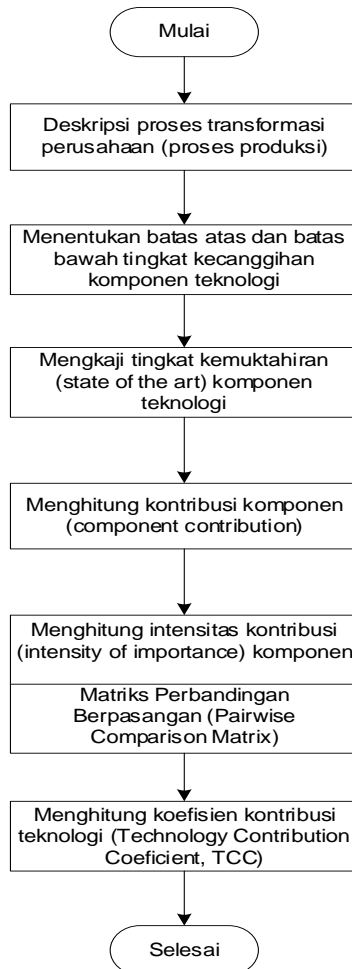 Mulai
Deskripsi proses transformasi
perusahaan (proses produksi)
Menentukan batas atas dan batas
bawah tingkat kecanggihan
komponen teknologi
Mengkaji tingkat kemuktahiran
(state of the art) komponen
teknologi
Menghitung kontribusi komponen
(component contribution)
Menghitung intensitas kontribusi
(intensity of importance) komponen
Matriks Perbandingan
Berpasangan (Pairwise
Comparison Matrix)
Menghitung koefisien kontribusi
teknologi (Technology Contribution
Coeficient, TCC)
Selesai